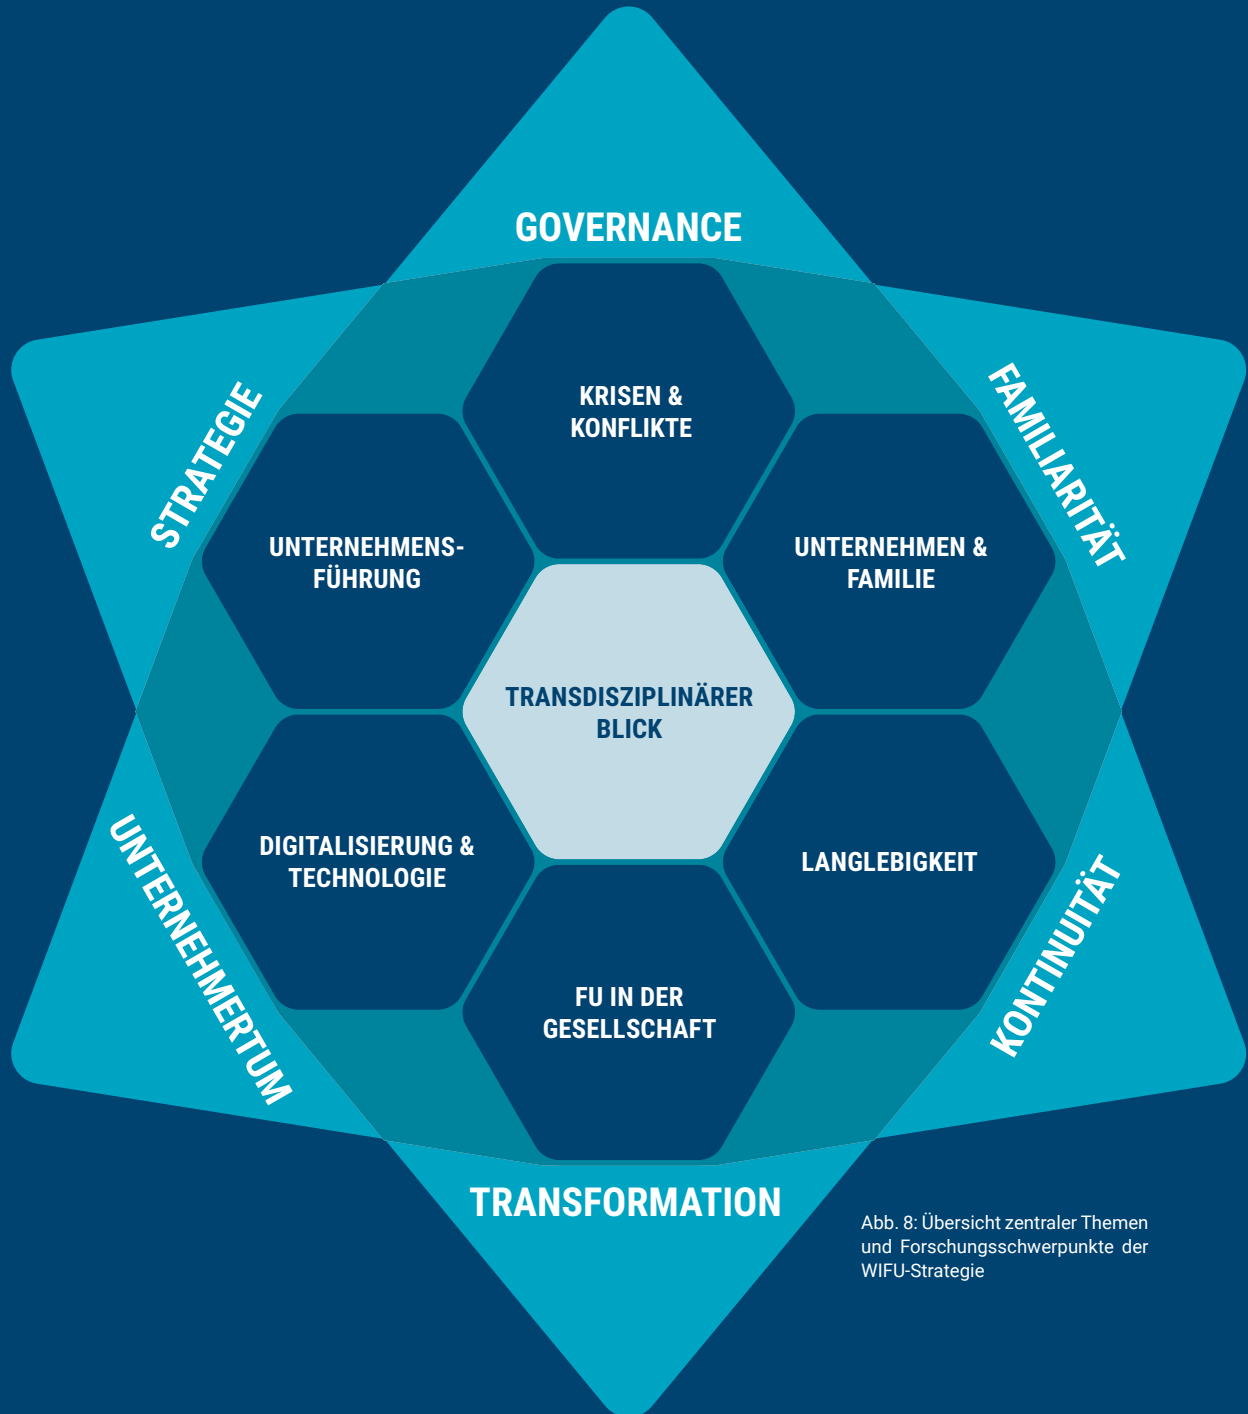 GOVERNANCE
STRATEGIE
FAMILIARITÄT
KRISEN &
KONFLIKTE
UNTERNEHMENS-
FÜHRUNG
UNTERNEHMEN &
FAMILIE
TRANSDISZIPLINÄRER
BLICK
DIGITALISIERUNG &
TECHNOLOGIE
LANGLEBIGKEIT
UNTERNEHMERTUM
KONTINUITÄT
FU IN DER
GESELLSCHAFT
TRANSFORMATION
Abb. 8: Übersicht zentraler Themen
und Forschungsschwerpunkte der
WIFU-Strategie